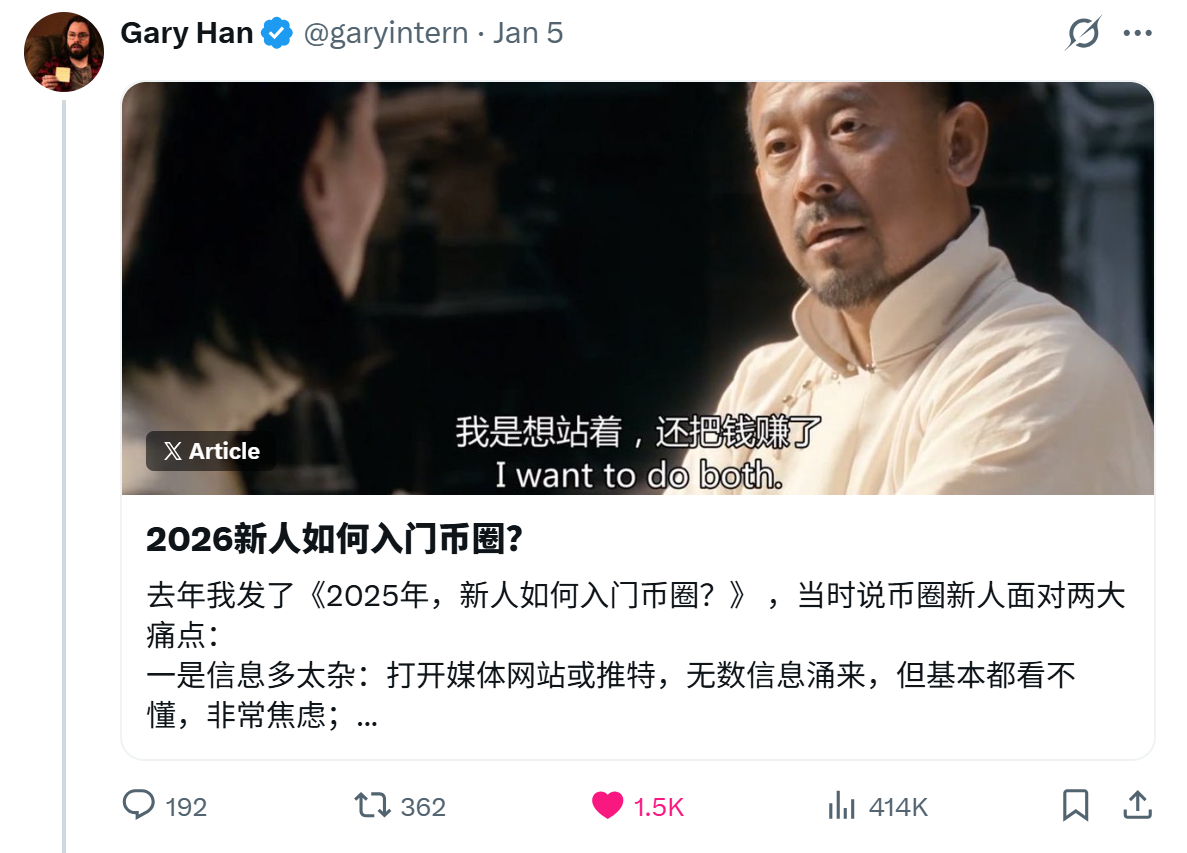 Gary Han @garyintern · Jan 5
我是想站着，还把钱赚了
I want to do both.
X Article
2026新人如何入门币圈？
去年我发了《2025年，新人如何入门币圈？》，当时说币圈新人面对两大
痛点：
一是信息多太杂：打开媒体网站或推特，无数信息涌来，但基本都看不
懂，非常焦虑；...
192 362 1.5K 414K